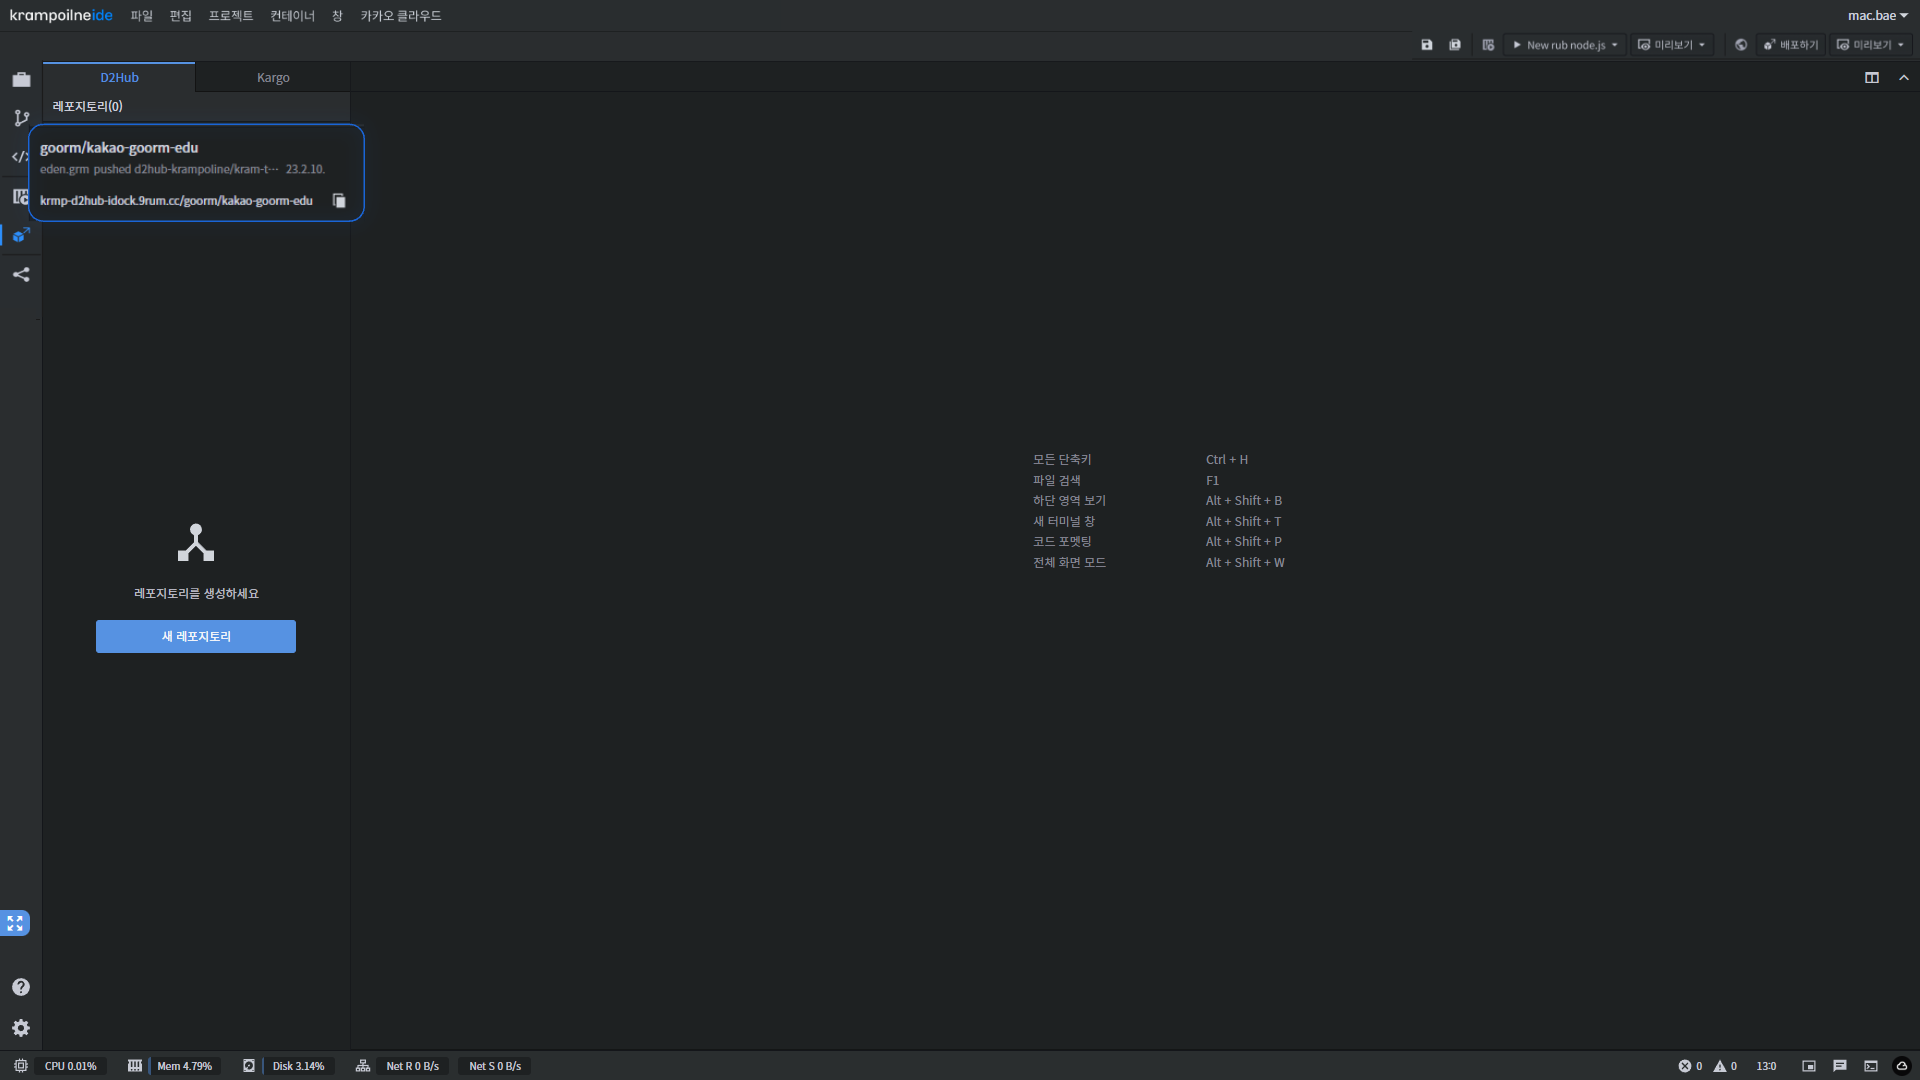 krampoilneide 파일 편집 프로젝트 컨테이너 창 카카오 클라우드 mac.bae
New rub node.js 미리보기 배포하기 미리보기
D2Hub Kargo
레포지토리(0)
goorm/kakao-goorm-edu
eden.grm pushed d2hub-krampoline/kram-t··· 23.2.10.
krmp-d2hub-idock.9rum.cc/goorm/kakao-goorm-edu
모든 단축키 Ctrl + H
파일 검색 F1
하단 영역 보기 Alt + Shift + B
새 터미널 창 Alt + Shift + T
코드 포멧팅 Alt + Shift + P
전체 화면 모드 Alt + Shift + W
레포지토리를 생성하세요
새 레포지토리
CPU 0.01% Mem 4.79% Disk 3.14% Net R 0 B/s Net S 0 B/s 0 0 13:0